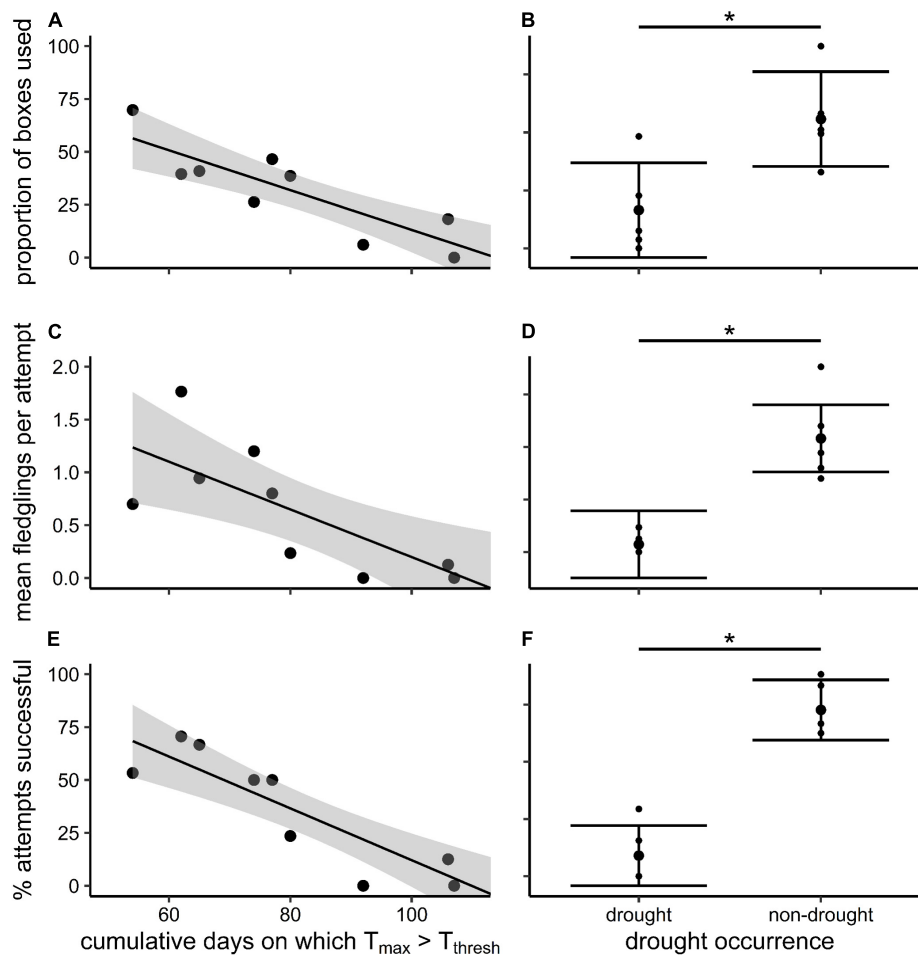 A
B
*
proportion of boxes used
100
75
50
25
0
C
D
*
mean fledglings per attempt
2.0
1.5
1.0
0.5
0.0
E
F
*
% attempts successful
100
75
50
25
0
60 80 100
drought non-drought
cumulative days on which Tmax > Tthresh
drought occurrence